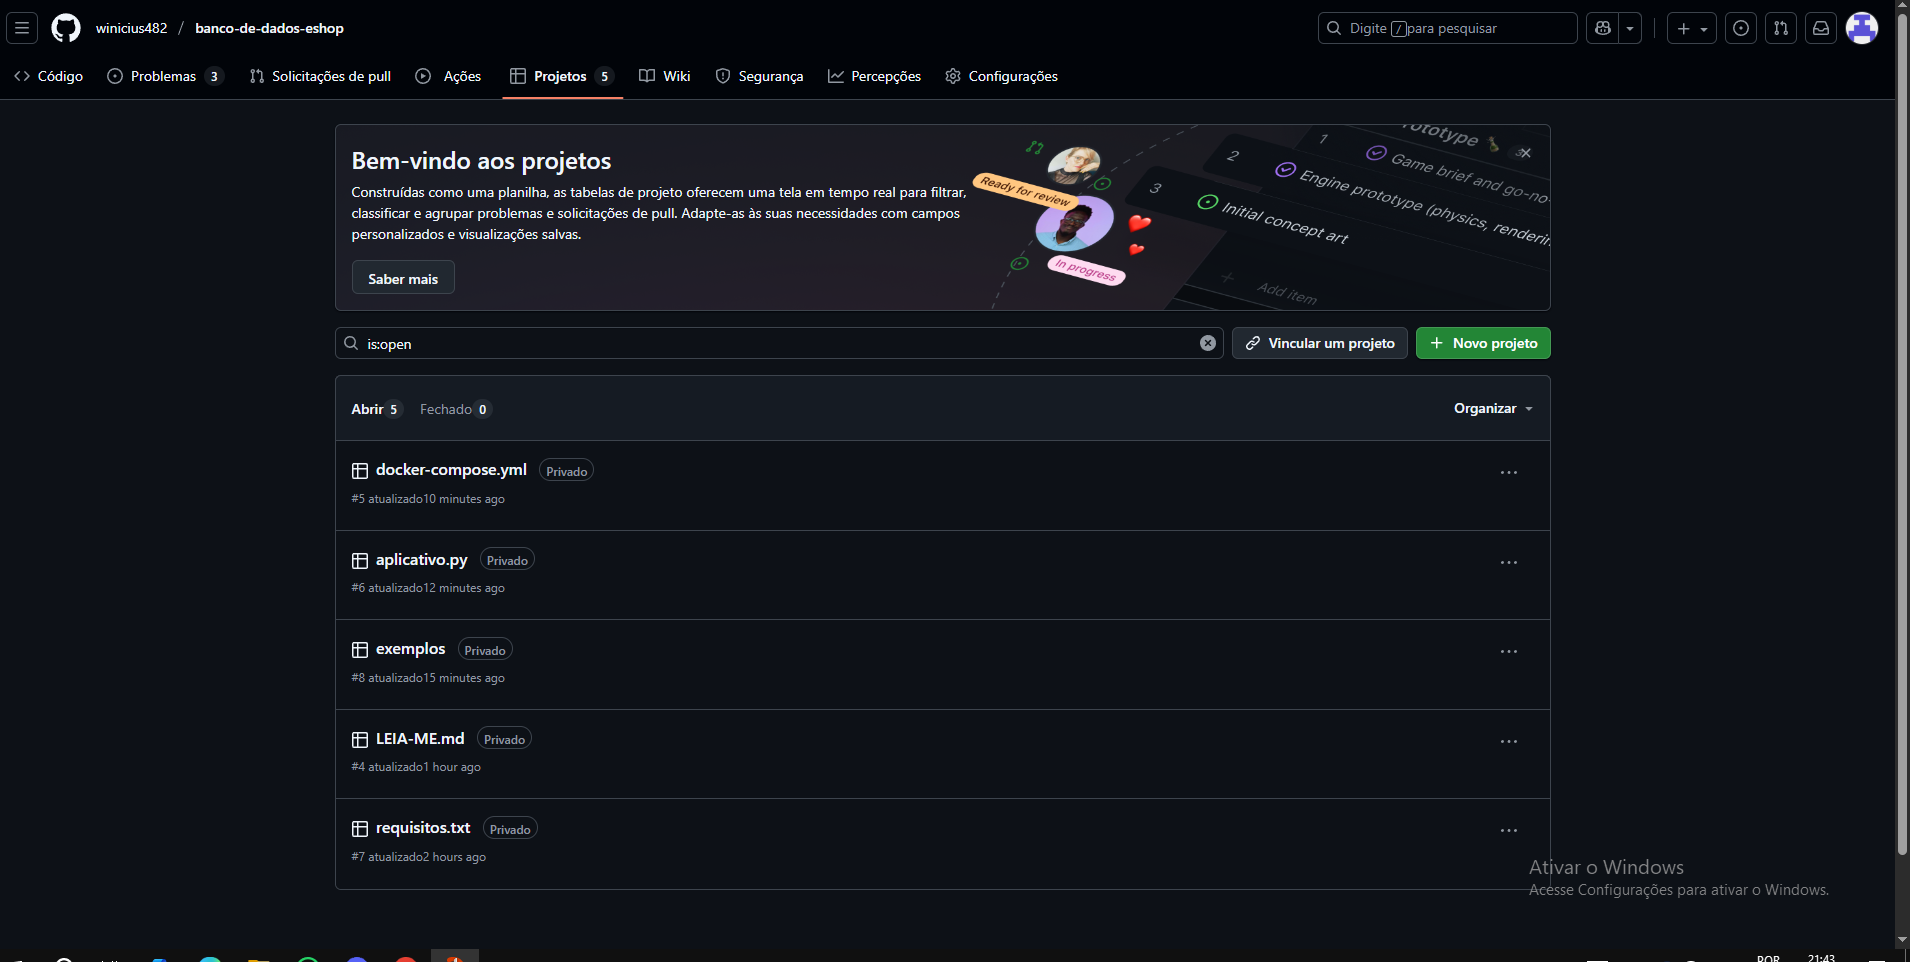 winicius482 / banco-de-dados-eshop
Digite / para pesquisar
Código Problemas 3 Solicitações de pull Ações Projetos 5 Wiki Segurança Percepções Configurações
Bem-vindo aos projetos
Construídas como uma planilha, as tabelas de projeto oferecem uma tela em tempo real para filtrar,
classificar e agrupar problemas e solicitações de pull. Adapte-as às suas necessidades com campos
personalizados e visualizações salvas.
Saber mais
Ready for review
In progress
1 Game brief and go-no-
2 Engine prototype (physics, renderin
3 Initial concept art
+ Add item
is:open
Vincular um projeto
Novo projeto
Abrir 5 Fechado 0
Organizar
docker-compose.yml Privado
#5 atualizado10 minutes ago
aplicativo.py Privado
#6 atualizado12 minutes ago
exemplos Privado
#8 atualizado15 minutes ago
LEIA-ME.md Privado
#4 atualizado1 hour ago
requisitos.txt Privado
#7 atualizado2 hours ago
Ativar o Windows
Acesse Configurações para ativar o Windows.
POR
21:43